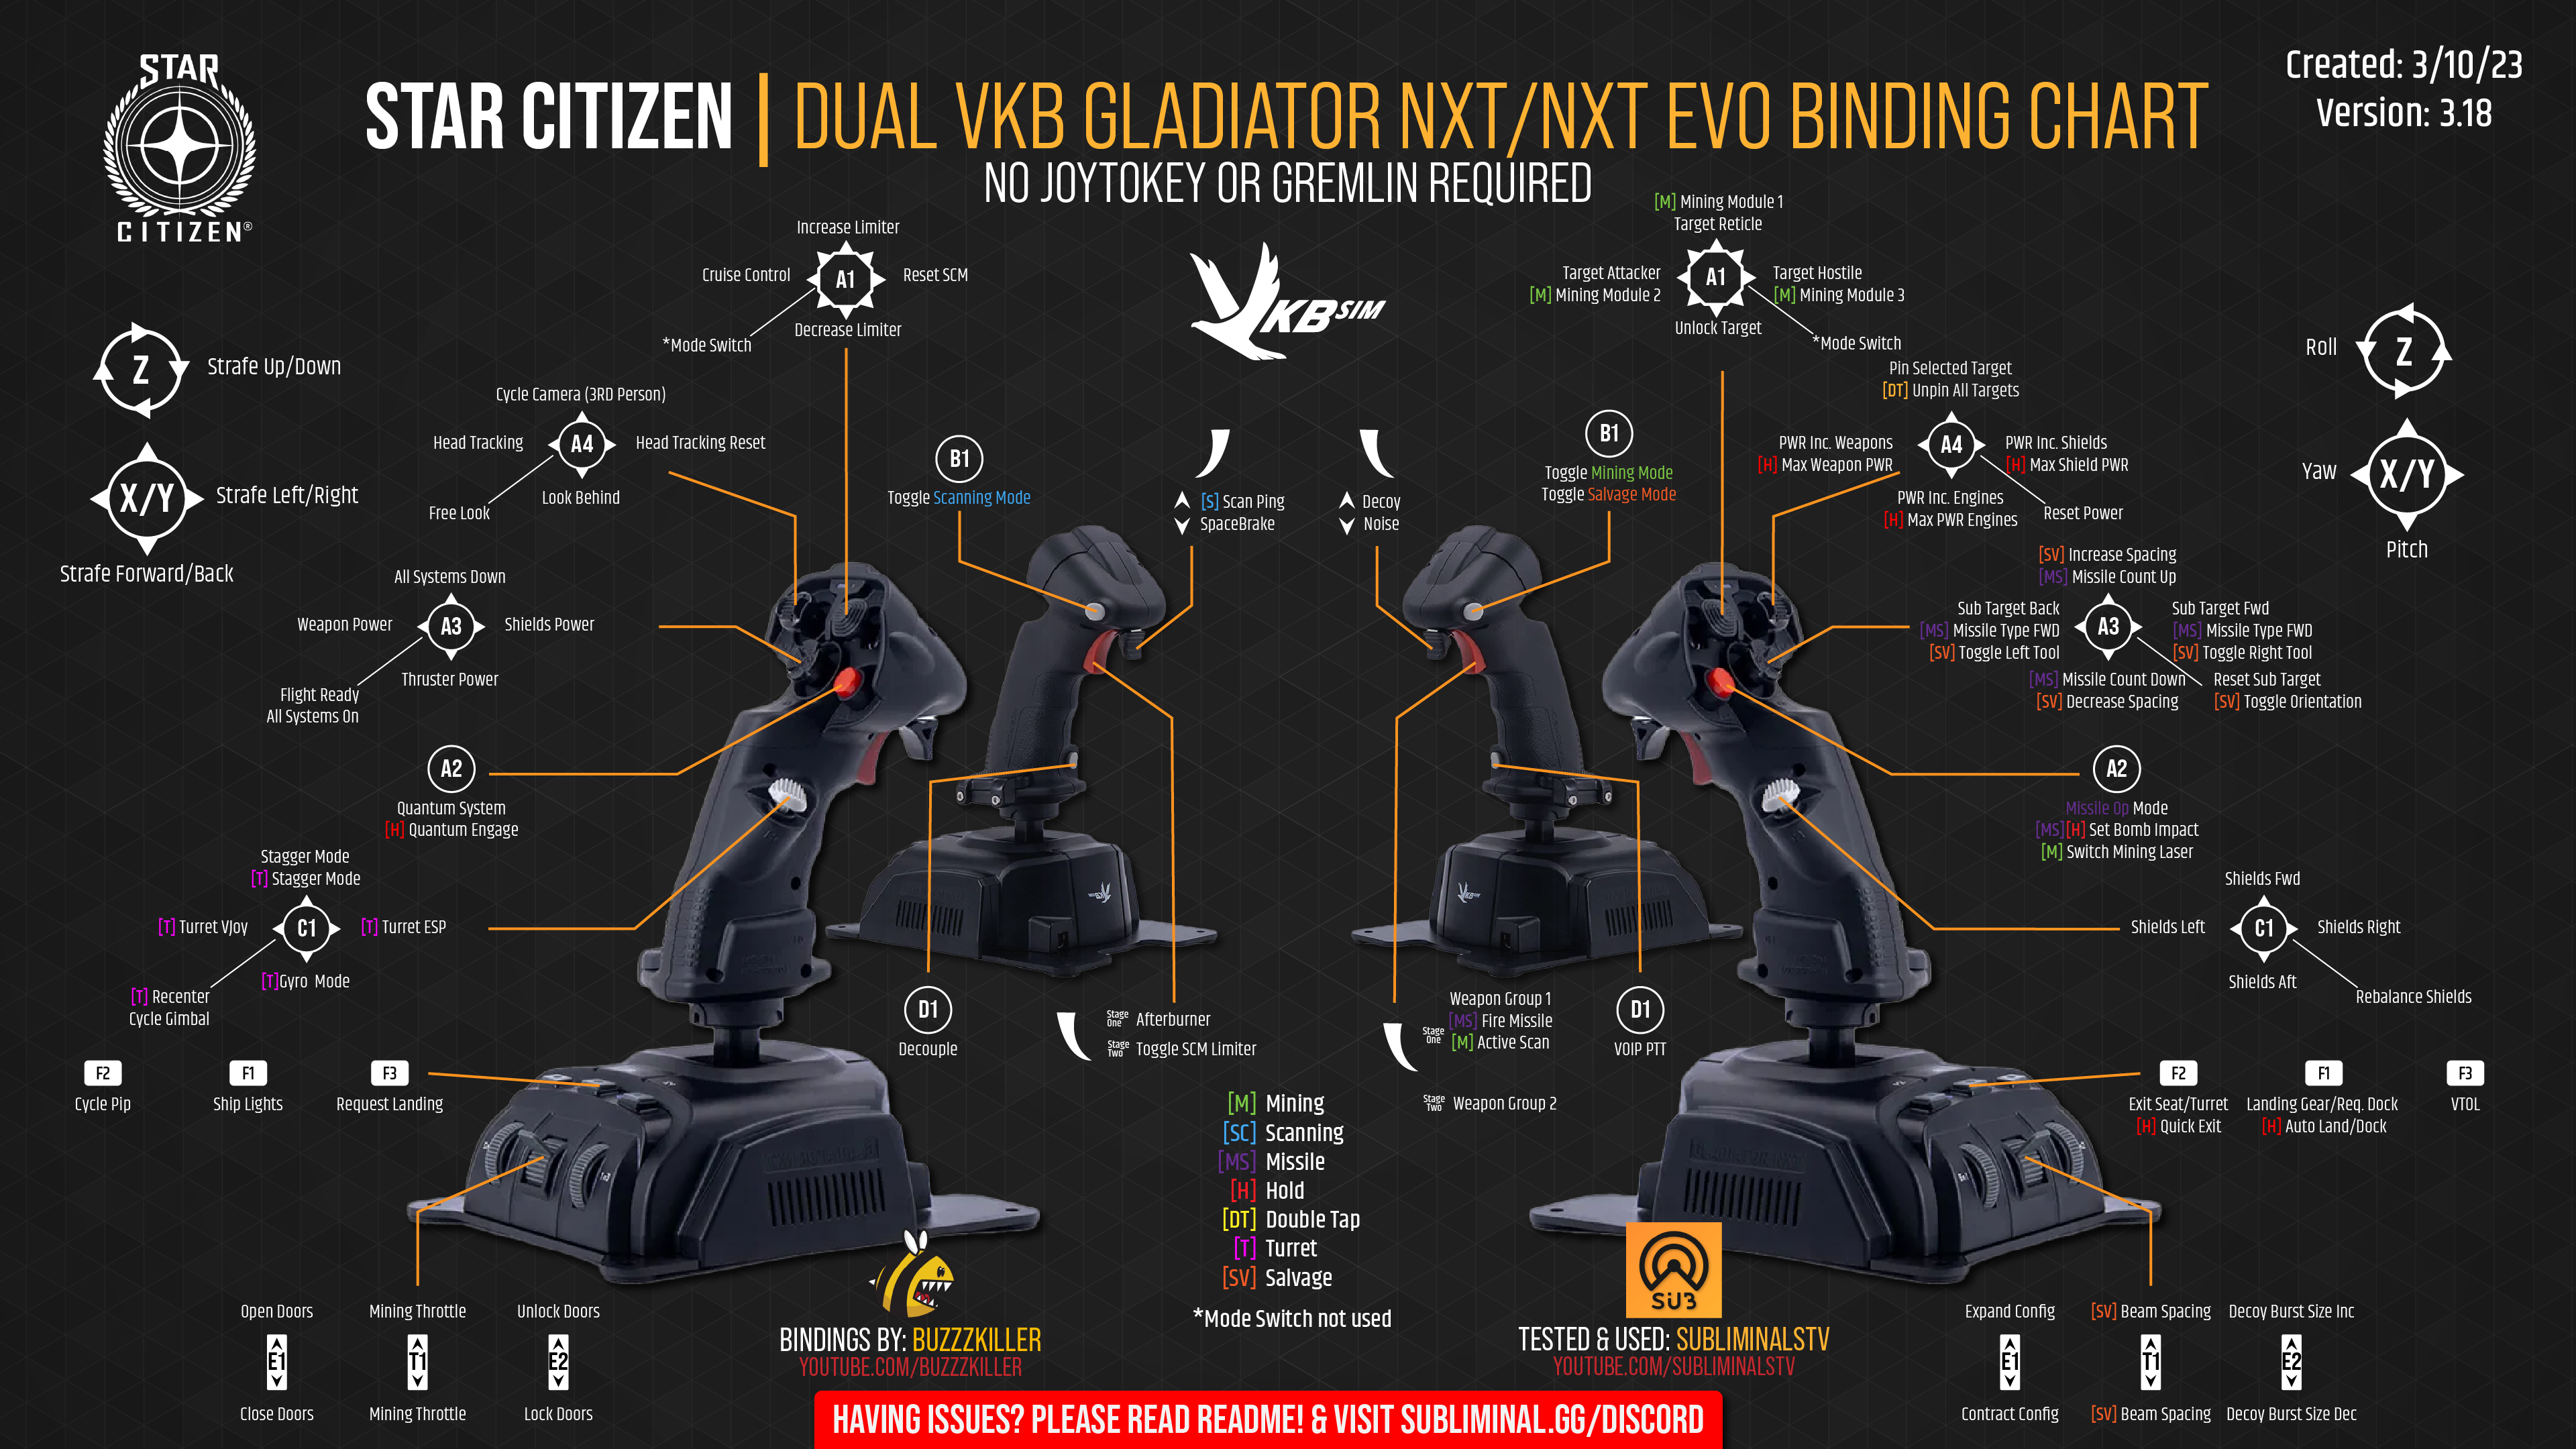 STAR
CITIZEN®
STAR CITIZEN | DUAL VKB GLADIATOR NXT/NXT EVO BINDING CHART
NO JOYTOKEY OR GREMLIN REQUIRED
Created: 3/10/23
Version: 3.18
VKBSIM
Z
Strafe Up/Down
X/Y
Strafe Left/Right
Strafe Forward/Back
Increase Limiter
Cruise Control
A1
Reset SCM
Decrease Limiter
*Mode Switch
Cycle Camera (3RD Person)
Head Tracking
A4
Head Tracking Reset
Look Behind
Free Look
All Systems Down
Weapon Power
A3
Shields Power
Thruster Power
Flight Ready
All Systems On
A2
Quantum System
[H] Quantum Engage
Stagger Mode
[T] Stagger Mode
[T] Turret VJoy
C1
[T] Turret ESP
[T]Gyro Mode
[T] Recenter
Cycle Gimbal
F2
Cycle Pip
F1
Ship Lights
F3
Request Landing
Open Doors
E1
Close Doors
Mining Throttle
T1
Mining Throttle
Unlock Doors
E2
Lock Doors
B1
Toggle Scanning Mode
[S] Scan Ping
SpaceBrake
D1
Decouple
Stage One Afterburner
Stage Two Toggle SCM Limiter
Decoy
Noise
B1
Toggle Mining Mode
Toggle Salvage Mode
Weapon Group 1
[MS] Fire Missile
Stage One
[M] Active Scan
Stage Two Weapon Group 2
D1
VOIP PTT
[M] Mining Module 1
Target Reticle
Target Attacker
[M] Mining Module 2
A1
Target Hostile
[M] Mining Module 3
Unlock Target
*Mode Switch
Pin Selected Target
[DT] Unpin All Targets
PWR Inc. Weapons
[H] Max Weapon PWR
A4
PWR Inc. Shields
[H] Max Shield PWR
PWR Inc. Engines
[H] Max PWR Engines
Reset Power
[SV] Increase Spacing
[MS] Missile Count Up
Sub Target Back
[MS] Missile Type FWD
[SV] Toggle Left Tool
A3
Sub Target Fwd
[MS] Missile Type FWD
[SV] Toggle Right Tool
[MS] Missile Count Down
[SV] Decrease Spacing
Reset Sub Target
[SV] Toggle Orientation
A2
Missile Op Mode
[MS][H] Set Bomb Impact
[M] Switch Mining Laser
Shields Fwd
Shields Left
C1
Shields Right
Shields Aft
Rebalance Shields
Roll
Z
Yaw
X/Y
Pitch
F2
Exit Seat/Turret
[H] Quick Exit
F1
Landing Gear/Req. Dock
[H] Auto Land/Dock
F3
VTOL
Expand Config
E1
Contract Config
[SV] Beam Spacing
T1
[SV] Beam Spacing
Decoy Burst Size Inc
E2
Decoy Burst Size Dec
[M] Mining
[SC] Scanning
[MS] Missile
[H] Hold
[DT] Double Tap
[T] Turret
[SV] Salvage
*Mode Switch not used
BINDINGS BY: BUZZZKILLER
YOUTUBE.COM/BUZZZKILLER
SUB
TESTED & USED: SUBLIMINALSTV
YOUTUBE.COM/SUBLIMINALSTV
HAVING ISSUES? PLEASE READ README! & VISIT SUBLIMINAL.GG/DISCORD